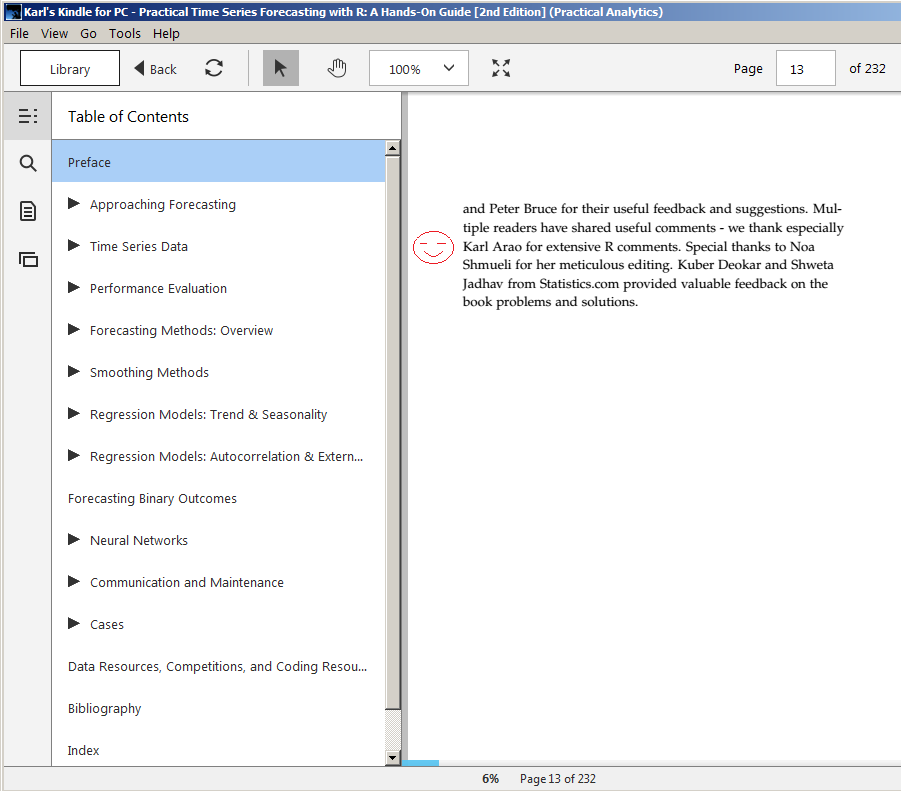 Karl's Kindle for PC - Practical Time Series Forecasting with R: A Hands-On Guide [2nd Edition] (Practical Analytics)
File View Go Tools Help
Library Back 100% Page 13 of 232
Table of Contents
Preface
Approaching Forecasting
Time Series Data
Performance Evaluation
Forecasting Methods: Overview
Smoothing Methods
Regression Models: Trend & Seasonality
Regression Models: Autocorrelation & Extern...
Forecasting Binary Outcomes
Neural Networks
Communication and Maintenance
Cases
Data Resources, Competitions, and Coding Resou...
Bibliography
Index
and Peter Bruce for their useful feedback and suggestions. Mul-
tiple readers have shared useful comments - we thank especially
Karl Arao for extensive R comments. Special thanks to Noa
Shmueli for her meticulous editing. Kuber Deokar and Shweta
Jadhav from Statistics.com provided valuable feedback on the
book problems and solutions.
6% Page 13 of 232